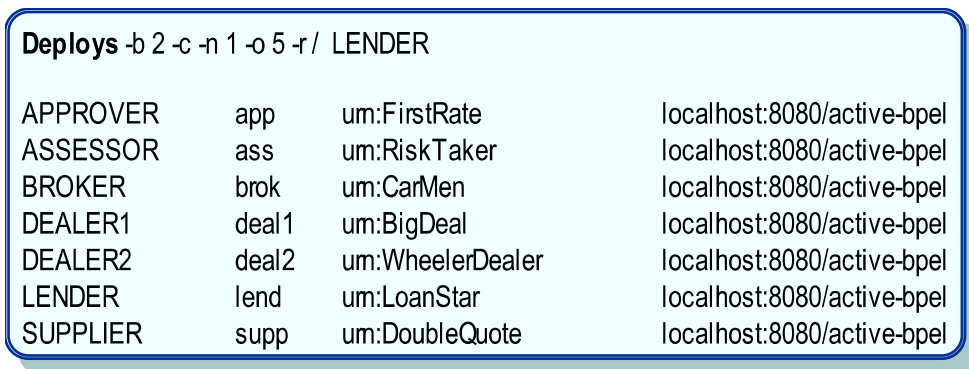 Deploys -b 2 -c -n 1 -o 5 -r / LENDER
APPROVER app urn:FirstRate localhost:8080/active-bpel
ASSESSOR ass urn:RiskTaker localhost:8080/active-bpel
BROKER brok urn:CarMen localhost:8080/active-bpel
DEALER1 deal1 urn:BigDeal localhost:8080/active-bpel
DEALER2 deal2 urn:WheelerDealer localhost:8080/active-bpel
LENDER lend urn:LoanStar localhost:8080/active-bpel
SUPPLIER supp urn:DoubleQuote localhost:8080/active-bpel